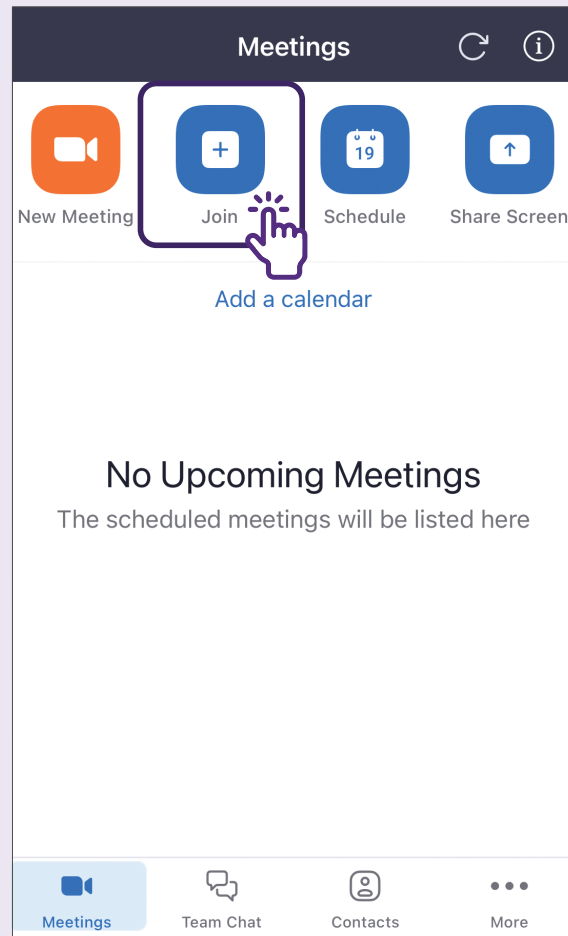 Meetings
19
New Meeting
Join
Schedule
Share Screen
Add a calendar
No Upcoming Meetings
The scheduled meetings will be listed here
Meetings
Team Chat
Contacts
More